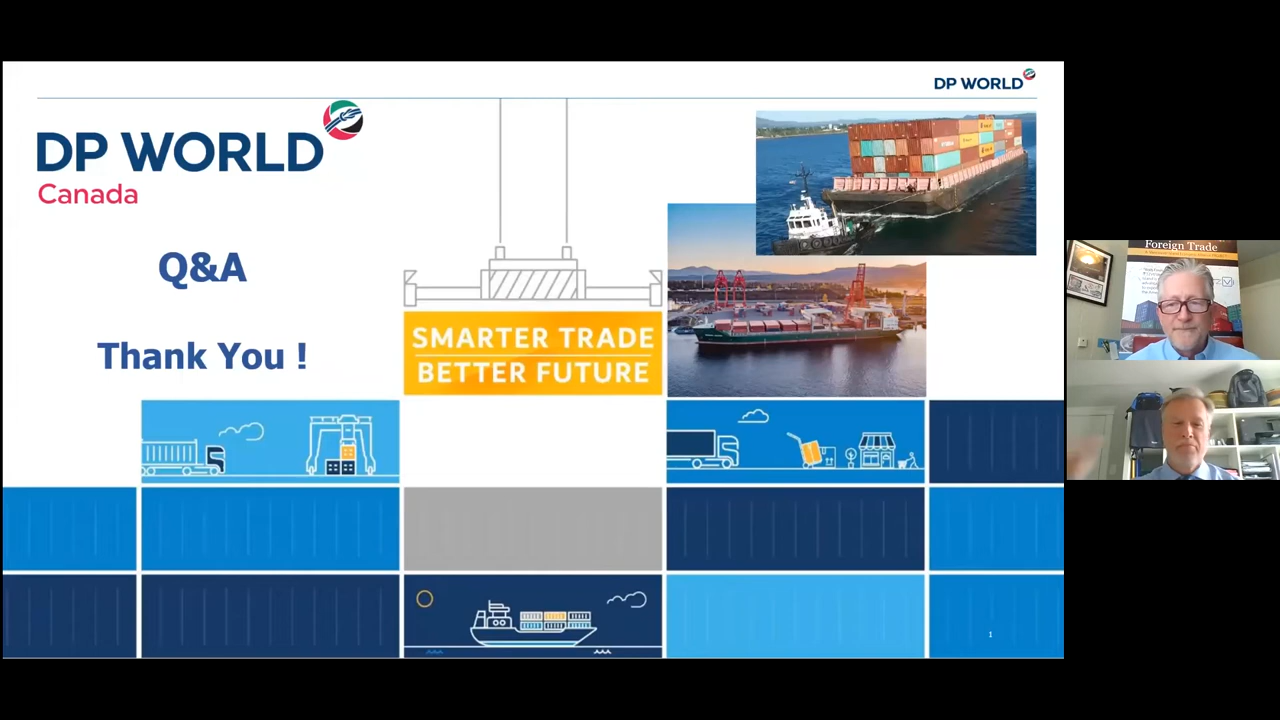 DP WORLD
DP WORLD
Canada
Q&A
Thank You !
SMARTER TRADE
BETTER FUTURE
1
Foreign Trade